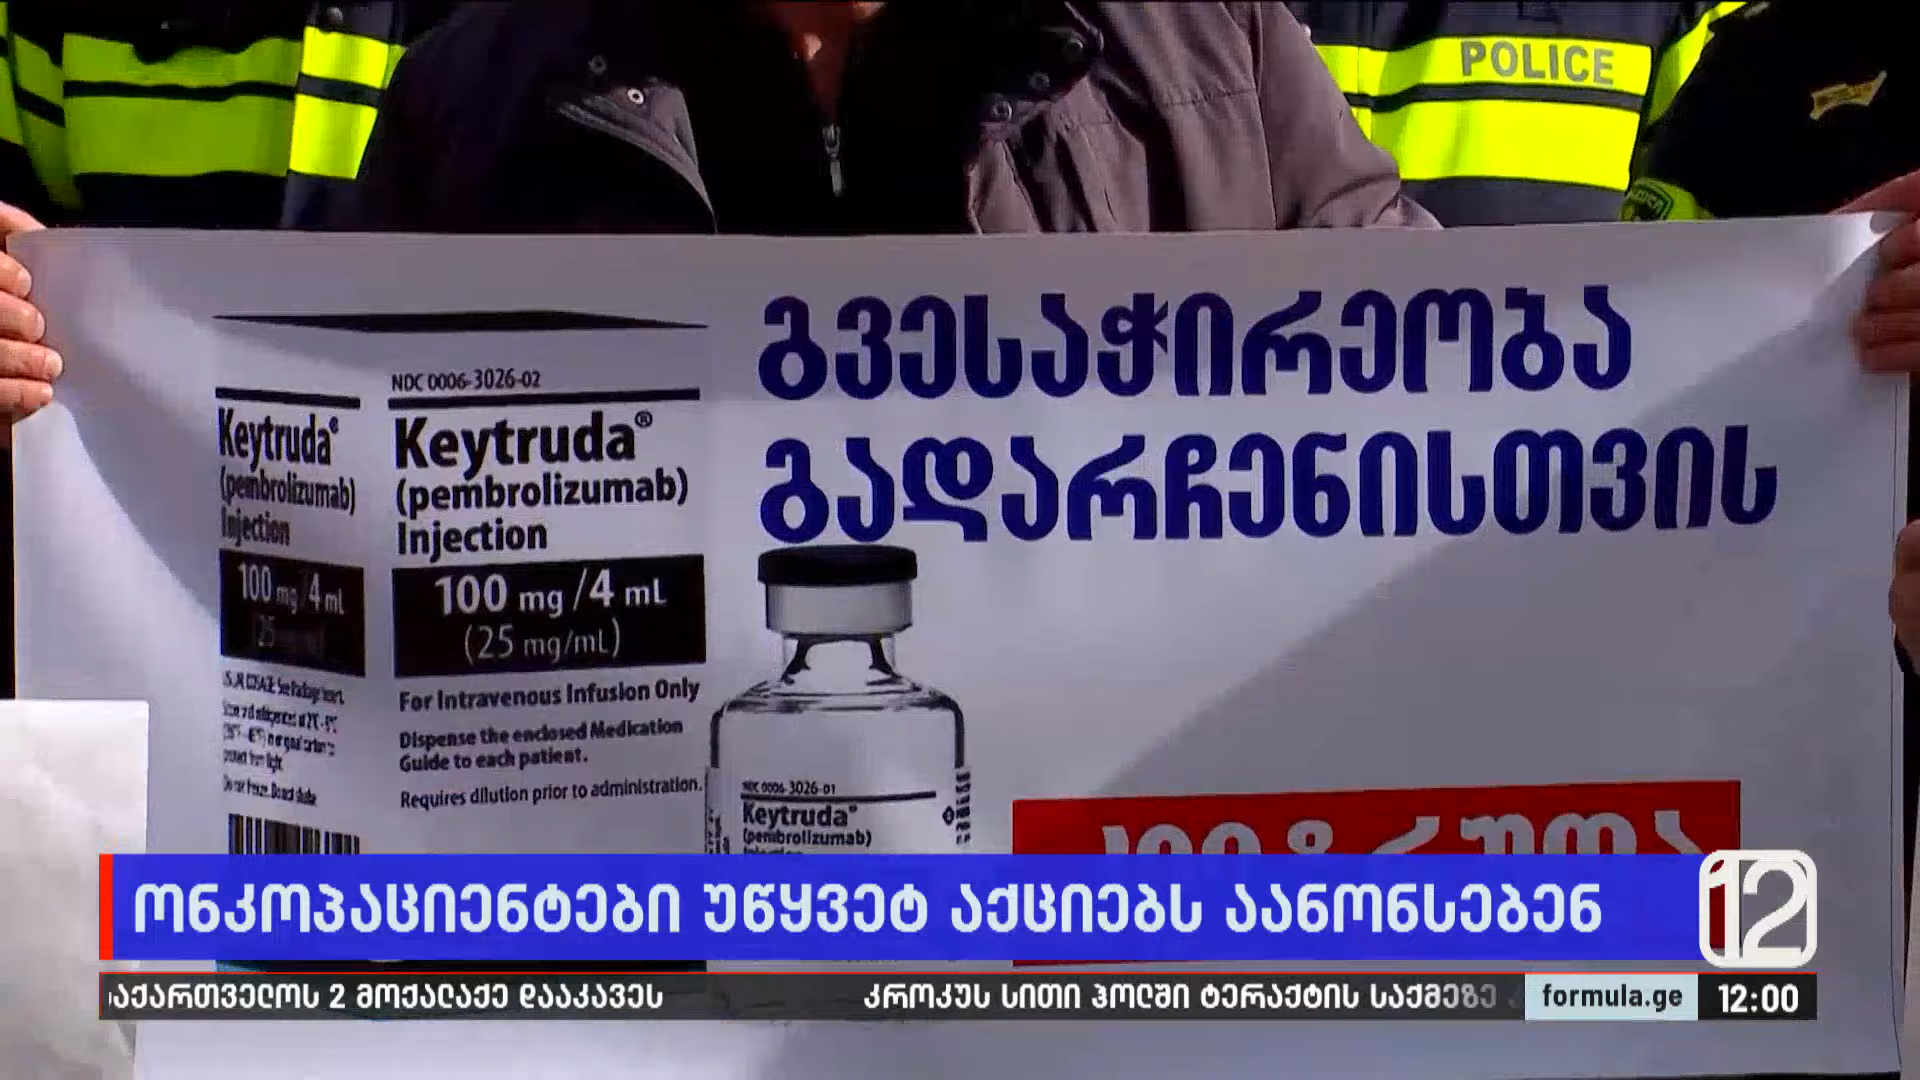 POLICE
გვესაჭიროება
გადარჩენისთვის
NDC 0006-3026-02
Keytruda®
(pembrolizumab)
Injection
100 mg/4 mL
(25 mg/mL)
For Intravenous Infusion Only
Dispense the enclosed Medication
Guide to each patient.
Requires dilution prior to administration.
Keytruda®
(pembrolizumab)
Injection
100 mg/4 mL
NDC 0006-3026-01
Keytruda®
(pembrolizumab)
ონკოპაციენტები უწყვეტ აქციებს აანონსებენ
12
აქართველოს 2 მოქალაქე დააკავეს
კროკუს სითი ჰოლში ტერაქტის საქმეზე
formula.ge
12:00